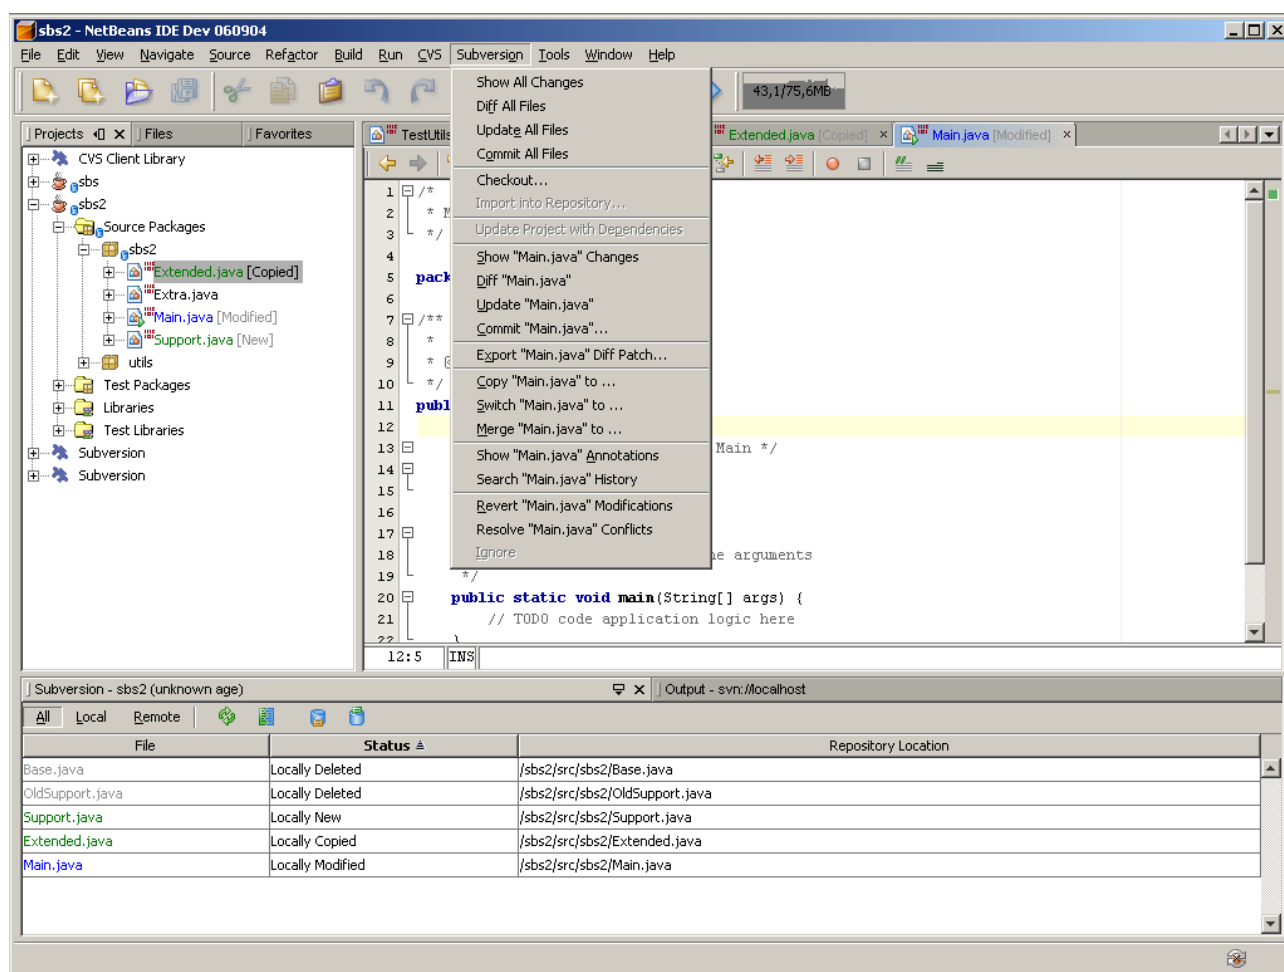 sbs2 - NetBeans IDE Dev 060904
File Edit View Navigate Source Refactor Build Run CVS Subversion Tools Window Help
43,1/75,6MB
Projects Files Favorites
CVS Client Library
sbs
sbs2
Source Packages
sbs2
Extended.java [Copied]
Extra.java
Main.java [Modified]
Support.java [New]
utils
Test Packages
Libraries
Test Libraries
Subversion
Subversion
Show All Changes
Diff All Files
Update All Files
Commit All Files
Checkout...
Import into Repository...
Update Project with Dependencies
Show "Main.java" Changes
Diff "Main.java"
Update "Main.java"
Commit "Main.java"...
Export "Main.java" Diff Patch...
Copy "Main.java" to ...
Switch "Main.java" to ...
Merge "Main.java" to ...
Show "Main.java" Annotations
Search "Main.java" History
Revert "Main.java" Modifications
Resolve "Main.java" Conflicts
Ignore
TestUtils Extended.java [Copied] × Main.java [Modified] ×
1 /*
2 *
3 */
4
5 pack
6
7 /**
8 *
9 *
10 */
11 publ
12
13 Main */
14
15
16
17
18 arguments
19 */
20 public static void main(String[] args) {
21 // TODO code application logic here
22 }
12:5 INS
Subversion - sbs2 (unknown age) Output - svn://localhost
All Local Remote
File Status Repository Location
Base.java Locally Deleted /sbs2/src/sbs2/Base.java
OldSupport.java Locally Deleted /sbs2/src/sbs2/OldSupport.java
Support.java Locally New /sbs2/src/sbs2/Support.java
Extended.java Locally Copied /sbs2/src/sbs2/Extended.java
Main.java Locally Modified /sbs2/src/sbs2/Main.java